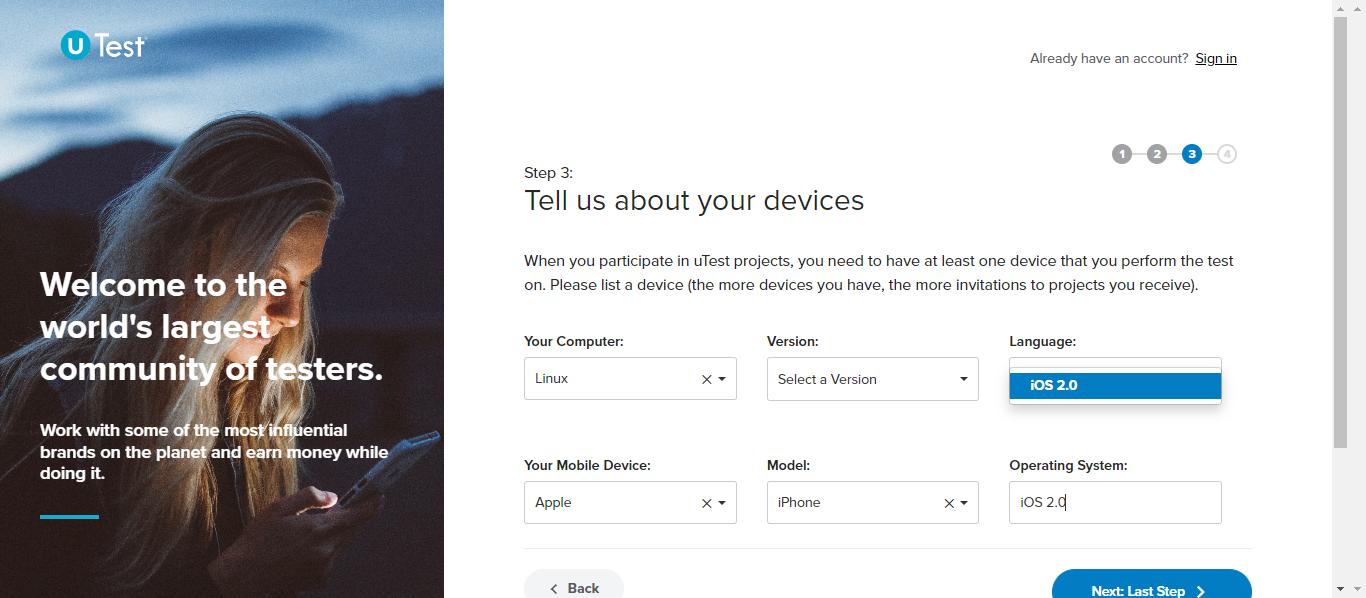 U Test
Already have an account? Sign in
1 2 3 4
Step 3:
Tell us about your devices
Welcome to the
world's largest
community of testers.
Work with some of the most influential
brands on the planet and earn money while
doing it.
When you participate in uTest projects, you need to have at least one device that you perform the test
on. Please list a device (the more devices you have, the more invitations to projects you receive).
Your Computer: Version: Language:
Linux Select a Version iOS 2.0
Your Mobile Device: Model: Operating System:
Apple iPhone iOS 2.0
Back Next: Last Step